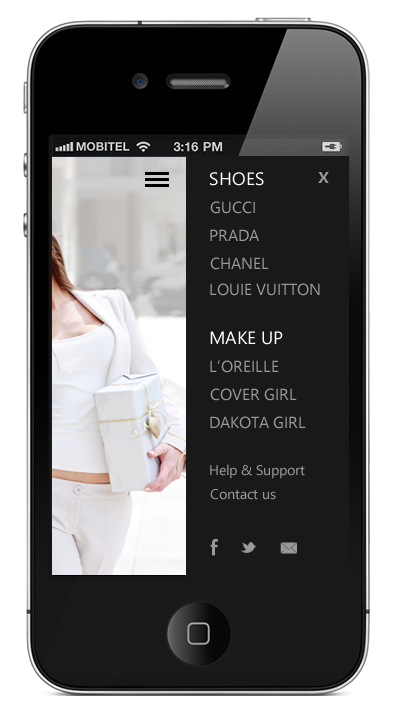 MOBITEL 3:16 PM
SHOES X
GUCCI
PRADA
CHANEL
LOUIE VUITTON
MAKE UP
L'OREILLE
COVER GIRL
DAKOTA GIRL
Help & Support
Contact us